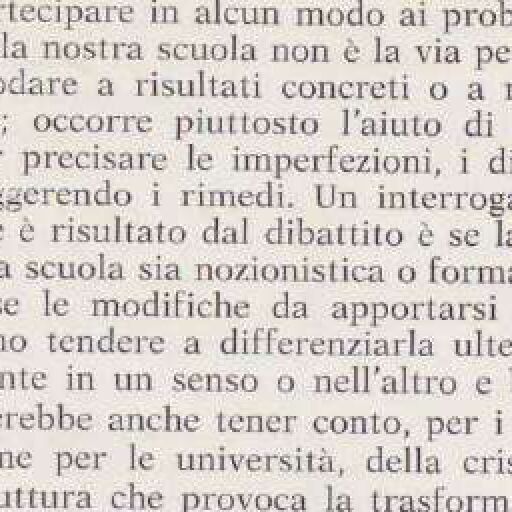 rtecipare in alcun modo ai prob
la nostra scuola non è la via pe
odare a risultati concreti o a
; occorre piuttosto l'aiuto di
precisare le imperfezioni, i di
ggerendo i rimedi. Un interroga
è risultato dal dibattito è se la
a scuola sia nozionistica o forma
se le modifiche da apportarsi
no tendere a differenziarla ulte
nte in un senso o nell'altro e
rebbe anche tener conto, per i
ne per le università, della cris
uttura che provoca la trasform